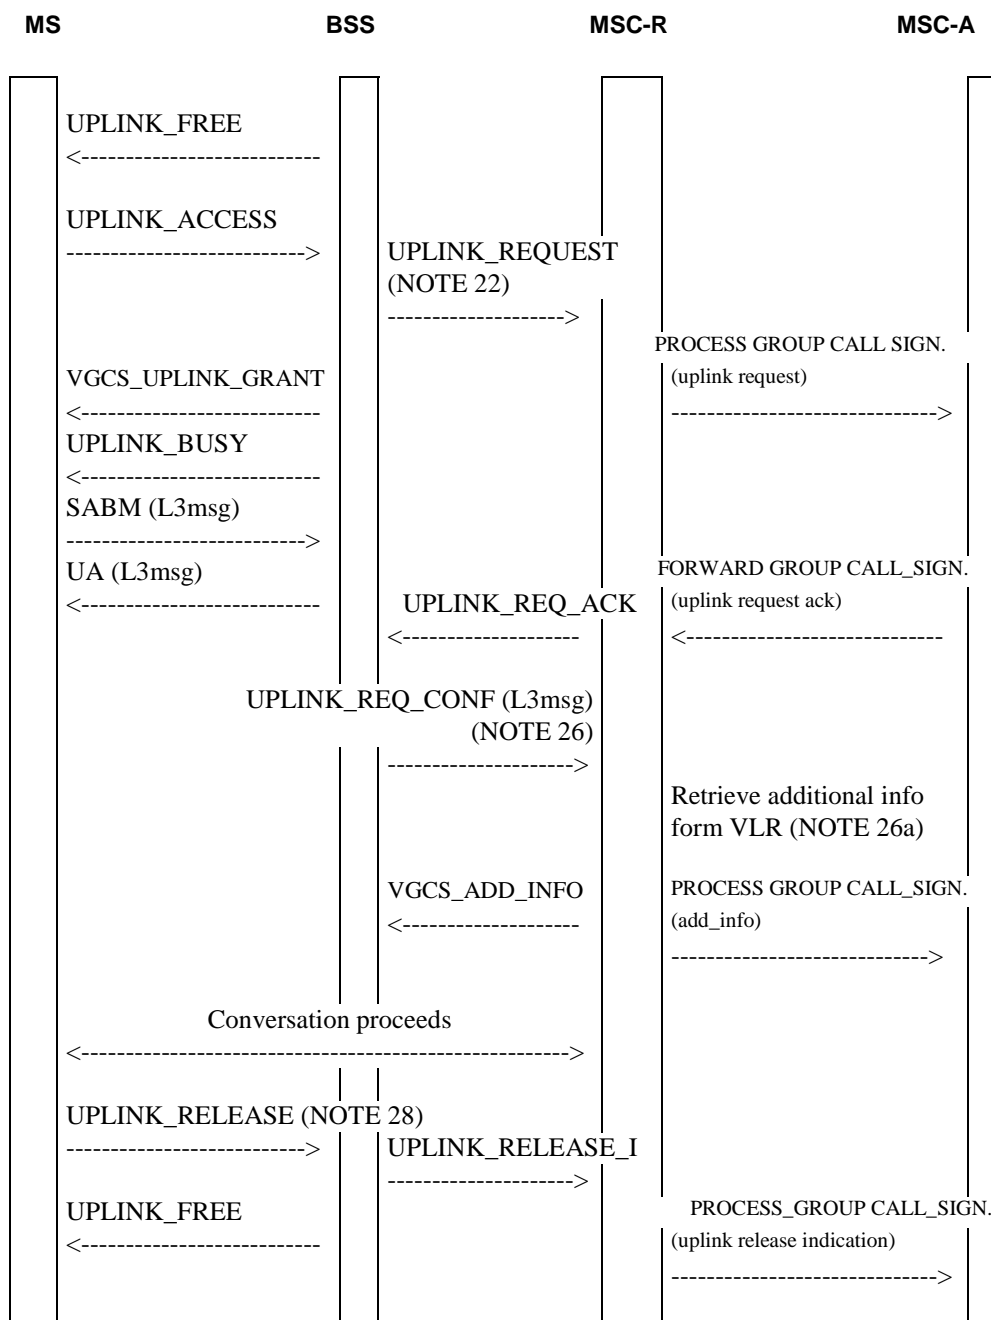 MS BSS MSC-R MSC-A
UPLINK_FREE
<---------------------------
UPLINK_ACCESS
--------------------------->
UPLINK_REQUEST
(NOTE 22)
-------------------->
PROCESS GROUP CALL SIGN.
(uplink request)
------------------------------>
VGCS_UPLINK_GRANT
<---------------------------
UPLINK_BUSY
<---------------------------
SABM (L3msg)
--------------------------->
UA (L3msg)
<---------------------------
FORWARD GROUP CALL_SIGN.
(uplink request ack)
<-----------------------------
UPLINK_REQ_ACK
<--------------------
UPLINK_REQ_CONF (L3msg)
(NOTE 26)
--------------------->
Retrieve additional info
form VLR (NOTE 26a)
VGCS_ADD_INFO
<--------------------
PROCESS GROUP CALL_SIGN.
(add_info)
----------------------------->
Conversation proceeds
<------------------------------------------------------->
UPLINK_RELEASE (NOTE 28)
--------------------------->
UPLINK_RELEASE_I
--------------------->
UPLINK_FREE
<---------------------------
PROCESS_GROUP CALL_SIGN.
(uplink release indication)
------------------------------>